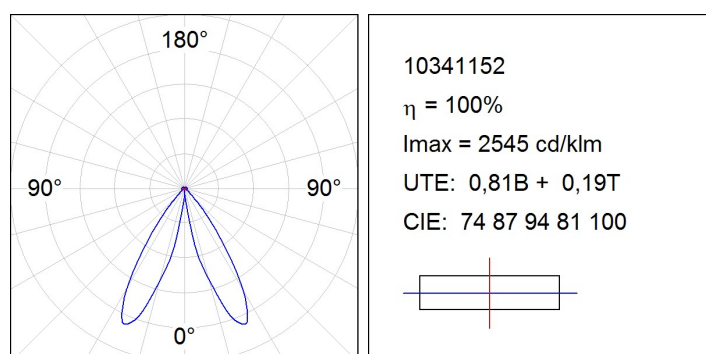 180°
90° 90°
0°
10341152
η = 100%
Imax = 2545 cd/klm
UTE: 0,81B + 0,19T
CIE: 74 87 94 81 100